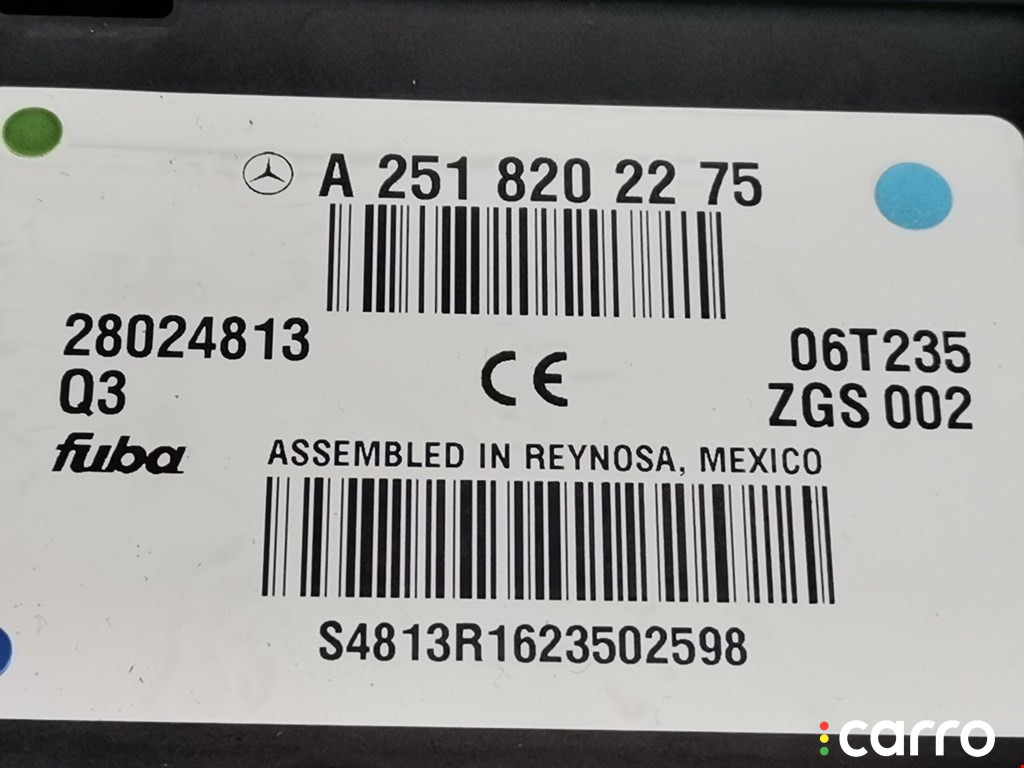 A 251 820 22 75
28024813
Q3
fuba
CE
06T235
ZGS 002
ASSEMBLED IN REYNOSA, MEXICO
S4813R1623502598
carro